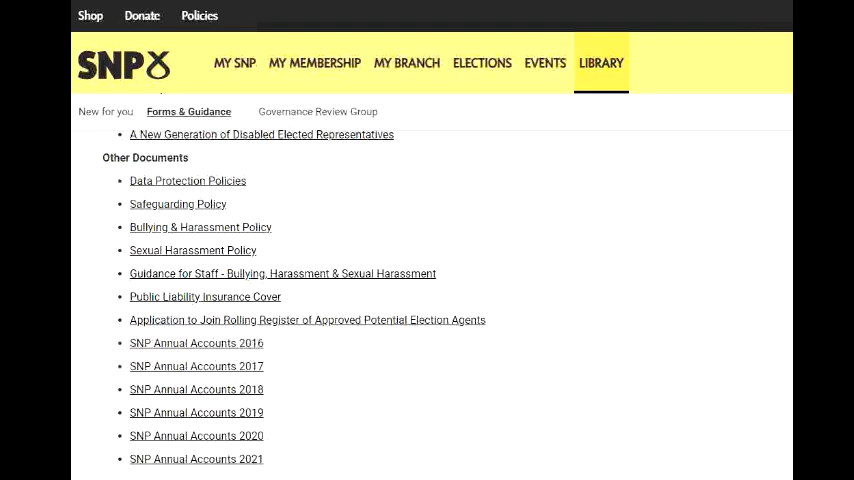 Shop Donate Policies
SNP MY SNP MY MEMBERSHIP MY BRANCH ELECTIONS EVENTS LIBRARY
New for you Forms & Guidance Governance Review Group
A New Generation of Disabled Elected Representatives
Other Documents
Data Protection Policies
Safeguarding Policy
Bullying & Harassment Policy
Sexual Harassment Policy
Guidance for Staff - Bullying, Harassment & Sexual Harassment
Public Liability Insurance Cover
Application to Join Rolling Register of Approved Potential Election Agents
SNP Annual Accounts 2016
SNP Annual Accounts 2017
SNP Annual Accounts 2018
SNP Annual Accounts 2019
SNP Annual Accounts 2020
SNP Annual Accounts 2021